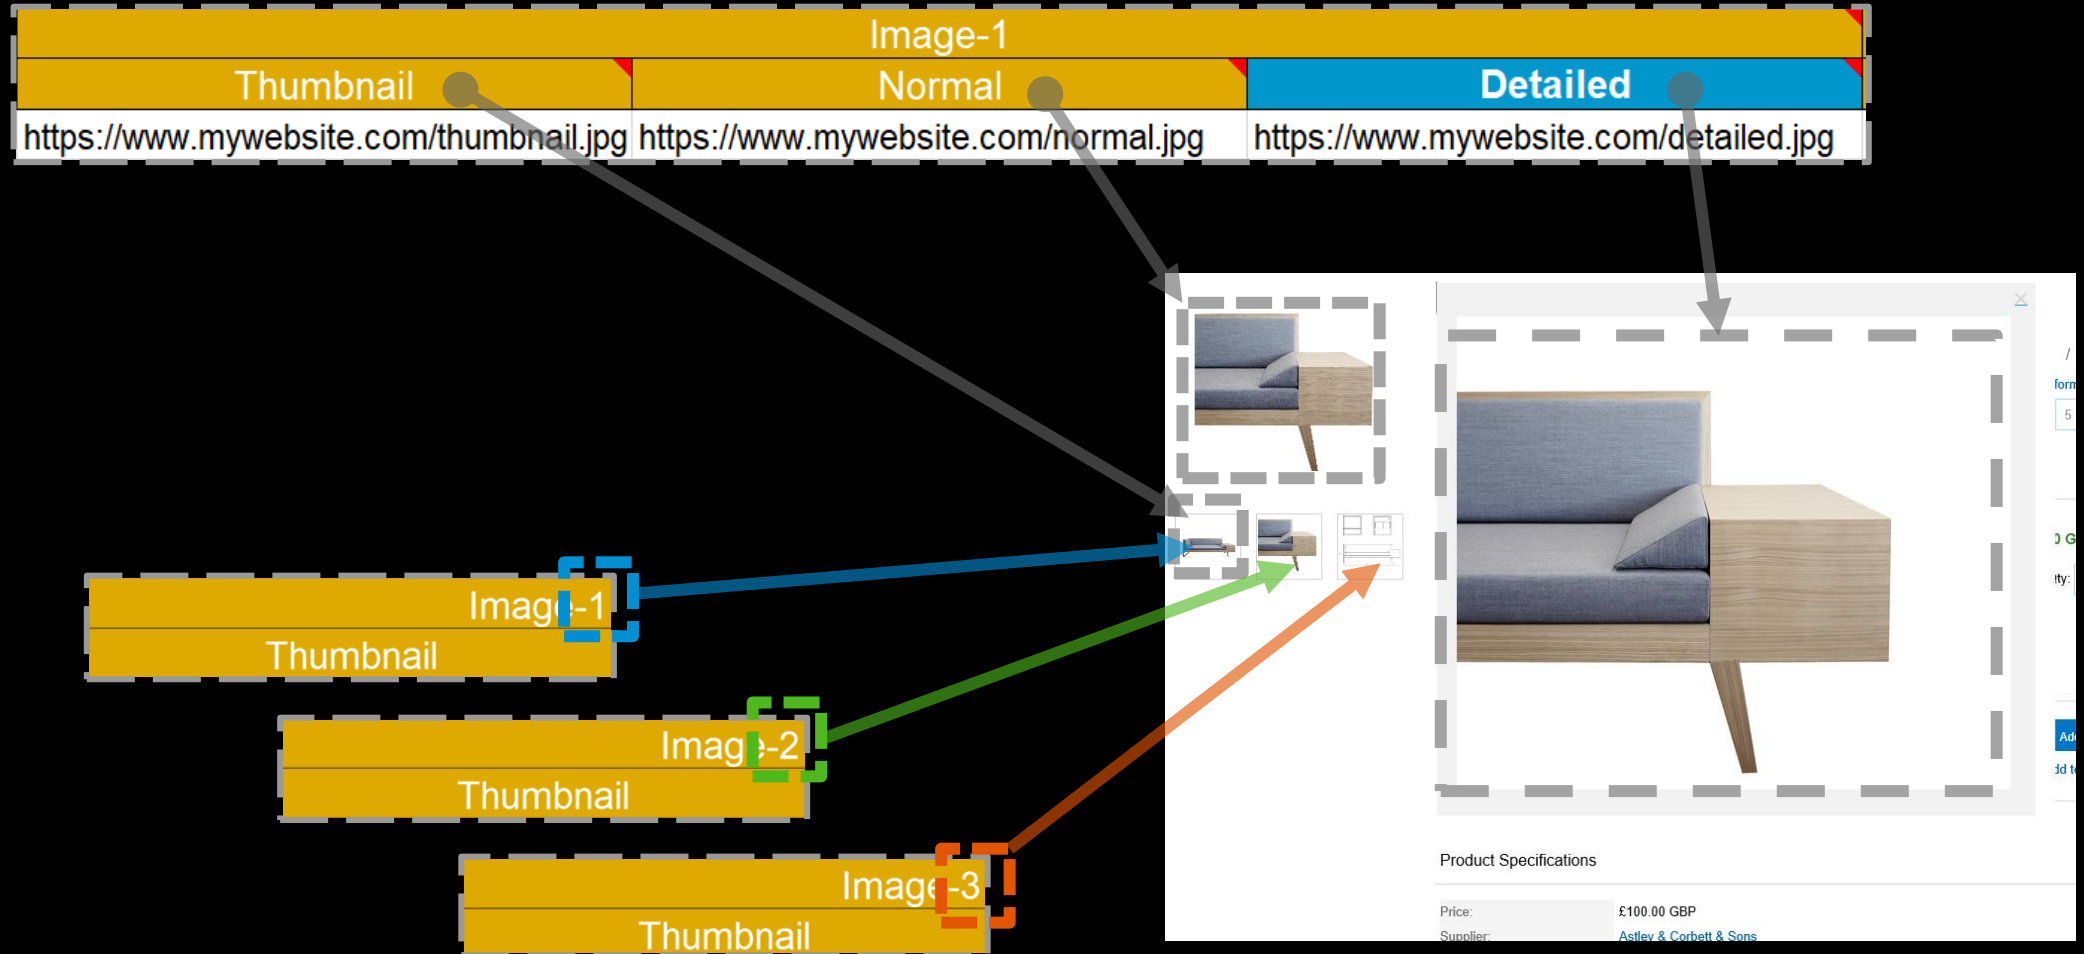 Image-1
Thumbnail Normal Detailed
https://www.mywebsite.com/thumbnail.jpg https://www.mywebsite.com/normal.jpg https://www.mywebsite.com/detailed.jpg
/
form
5
Image-1
Thumbnail
Image-2
Thumbnail
Image-3
Thumbnail
Product Specifications
Price: £100.00 GBP
Supplier: Astley & Corbett & Sons